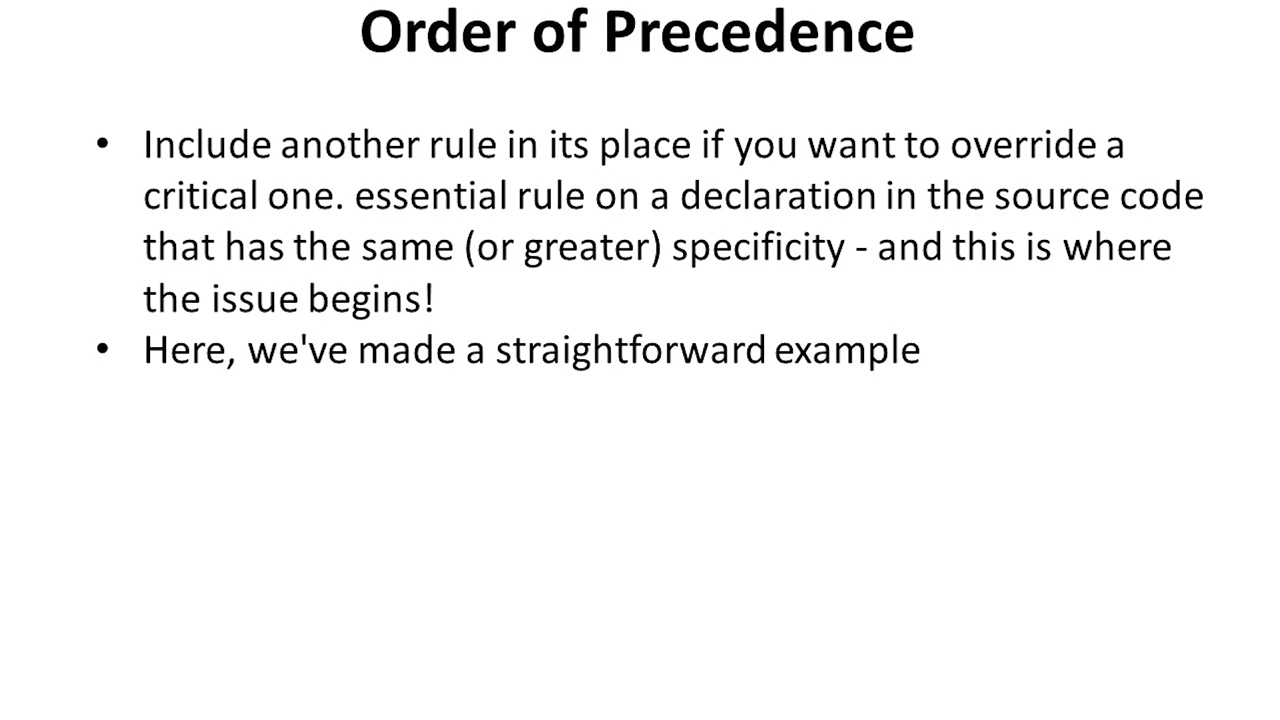 Order of Precedence
• Include another rule in its place if you want to override a
critical one. essential rule on a declaration in the source code
that has the same (or greater) specificity - and this is where
the issue begins!
• Here, we've made a straightforward example